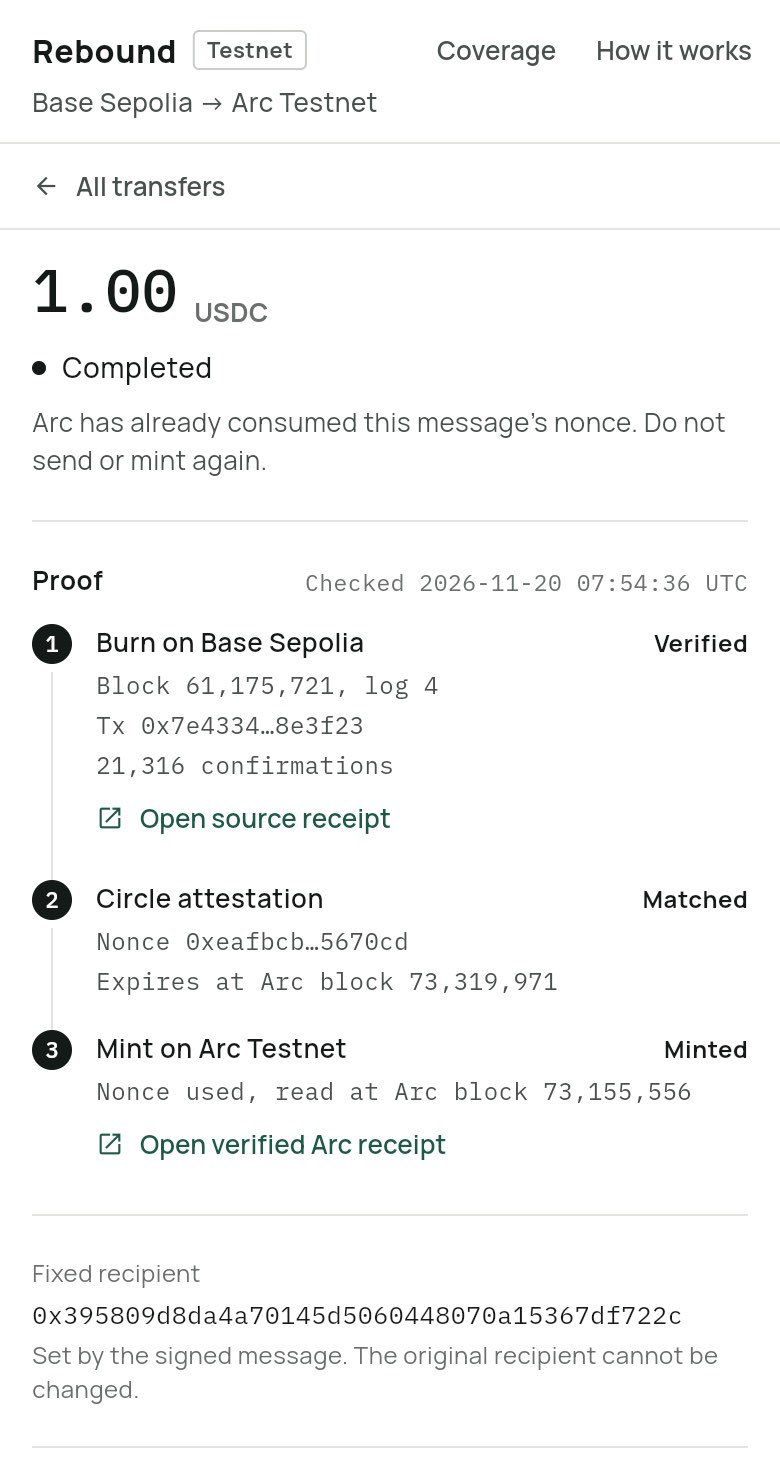 Rebound Testnet Coverage How it works
Base Sepolia → Arc Testnet
← All transfers
1.00 USDC
Completed
Arc has already consumed this message’s nonce. Do not
send or mint again.
Proof Checked 2026-11-20 07:54:36 UTC
1 Burn on Base Sepolia Verified
Block 61,175,721, log 4
Tx 0x7e4334…8e3f23
21,316 confirmations
Open source receipt
2 Circle attestation Matched
Nonce 0xeafbcb…5670cd
Expires at Arc block 73,319,971
3 Mint on Arc Testnet Minted
Nonce used, read at Arc block 73,155,556
Open verified Arc receipt
Fixed recipient
0x395809d8da4a70145d5060448070a15367df722c
Set by the signed message. The original recipient cannot be
changed.